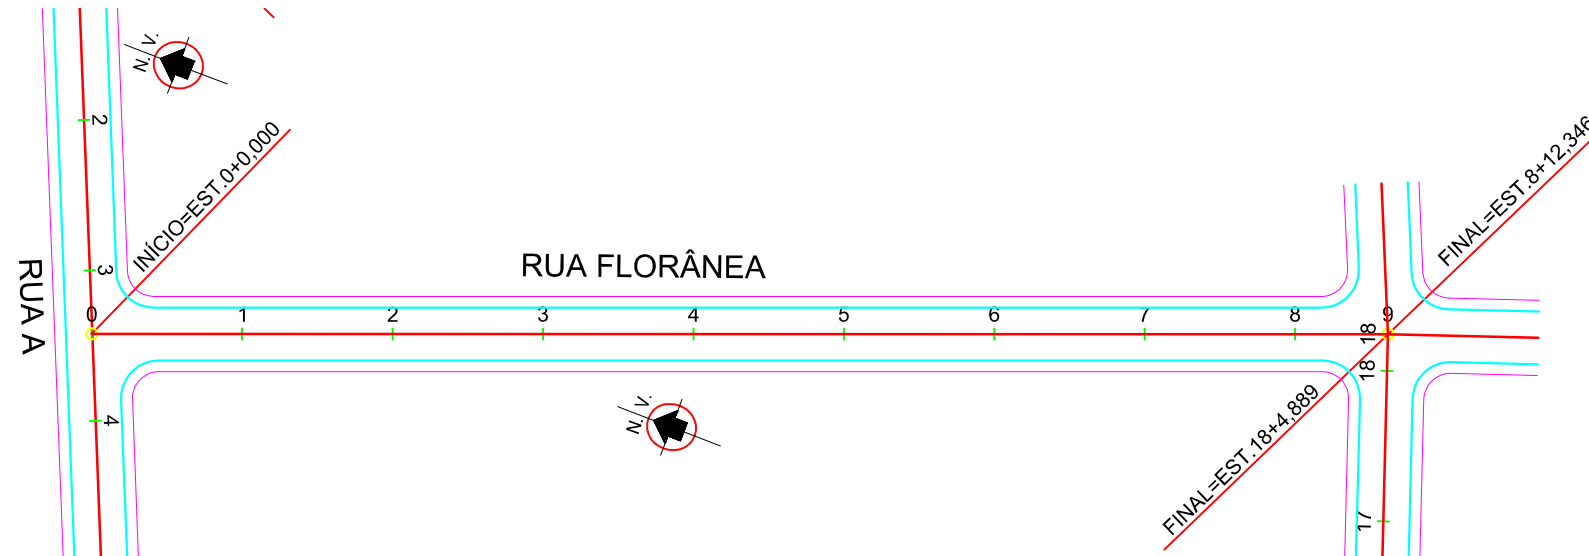 N. V.
2
INÍCIO=EST.0+0,000
FINAL=EST.8+12,346
RUA A
3
RUA FLORÂNEA
0
1
2
3
4
5
6
7
8
9
18
18
4
N. V.
FINAL=EST.18+4,889
17